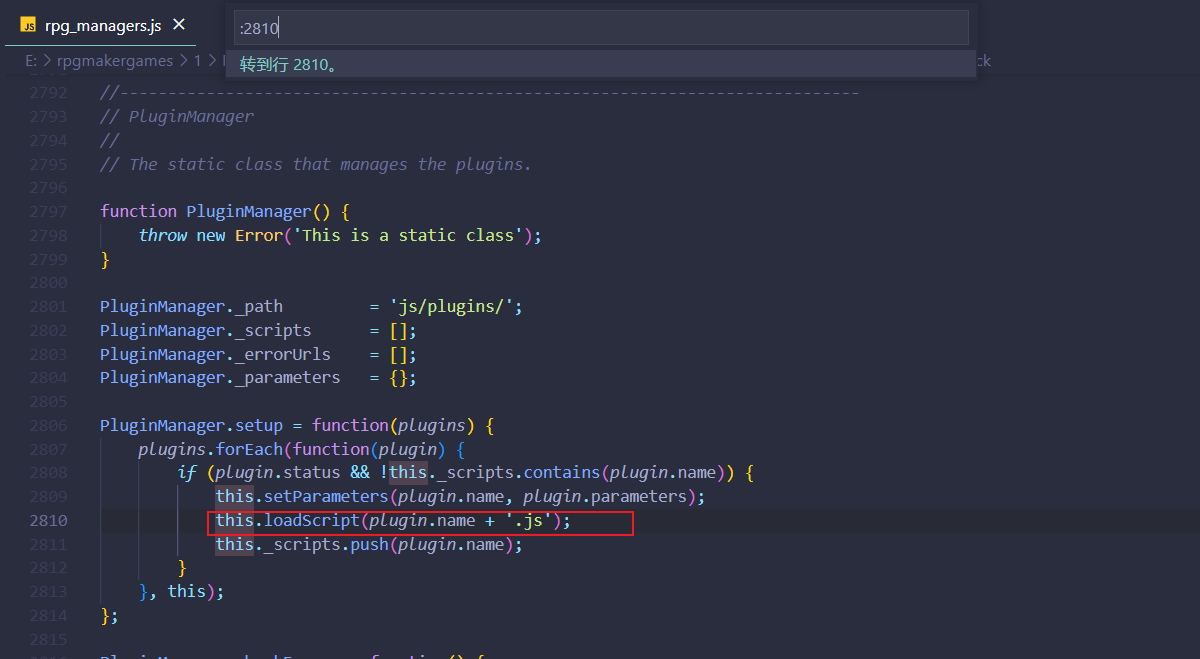 JS rpg_managers.js ×
:2810
E: > rpgmakergames > 1 > ck
转到行 2810。
2792 //-----------------------------------------------------------------------------
2793 // PluginManager
2794 //
2795 // The static class that manages the plugins.
2796
2797 function PluginManager() {
2798     throw new Error('This is a static class');
2799 }
2800
2801 PluginManager._path         = 'js/plugins/';
2802 PluginManager._scripts      = [];
2803 PluginManager._errorUrls    = [];
2804 PluginManager._parameters   = {};
2805
2806 PluginManager.setup = function(plugins) {
2807     plugins.forEach(function(plugin) {
2808         if (plugin.status && !this._scripts.contains(plugin.name)) {
2809             this.setParameters(plugin.name, plugin.parameters);
2810             this.loadScript(plugin.name + '.js');
2811             this._scripts.push(plugin.name);
2812         }
2813     }, this);
2814 };
2815